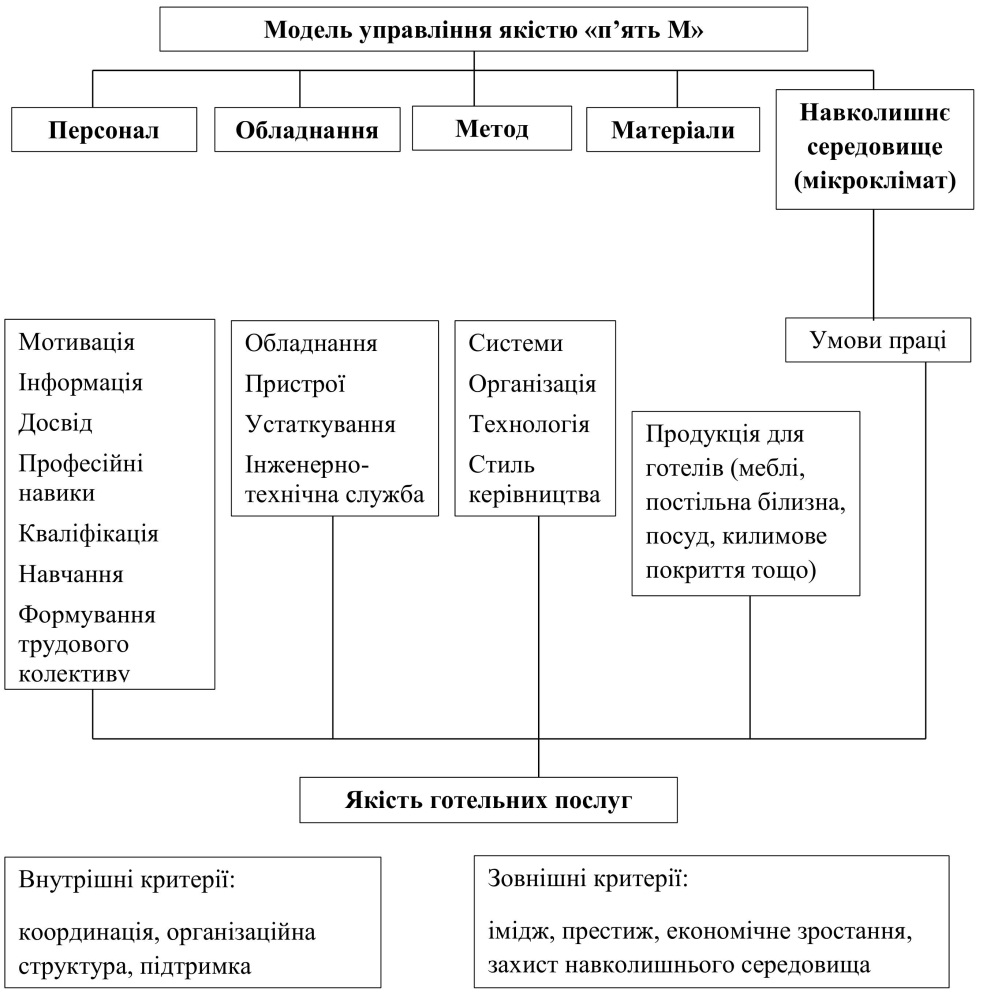 Модель управління якістю «п’ять М»
Персонал
Обладнання
Метод
Матеріали
Навколишнє
середовище
(мікроклімат)
Мотивація
Інформація
Досвід
Професійні
навики
Кваліфікація
Навчання
Формування
трудового
колективу
Обладнання
Пристрої
Устаткування
Інженерно-
технічна служба
Системи
Організація
Технологія
Стиль
керівництва
Продукція для
готелів (меблі,
постільна білизна,
посуд, килимове
покриття тощо)
Умови праці
Якість готельних послуг
Внутрішні критерії:
координація, організаційна
структура, підтримка
Зовнішні критерії:
імідж, престиж, економічне зростання,
захист навколишнього середовища